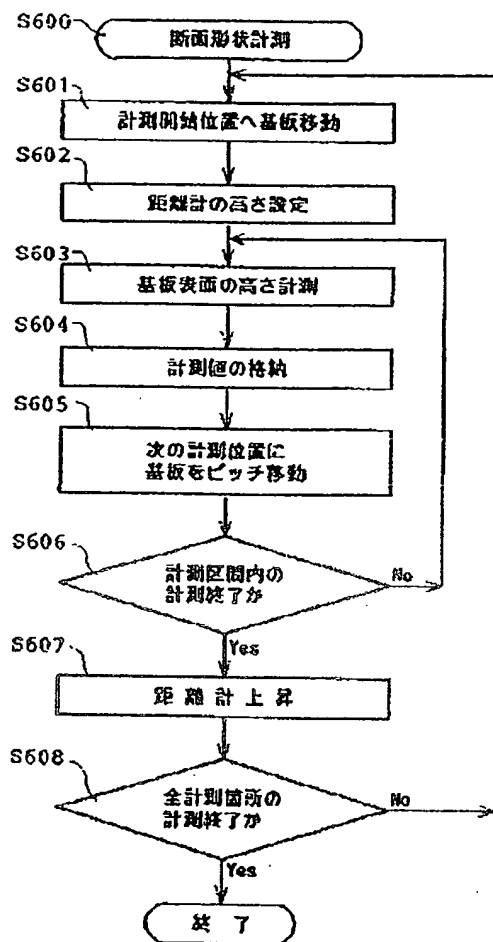 S600
断面形状計測
S601
計測開始位置へ基板移動
S602
距離計の高さ設定
S603
基板表面の高さ計測
S604
計測値の格納
S605
次の計測位置に
基板をピッチ移動
S606
計測区間内の
計測終了か
No
Yes
S607
距離計上昇
S608
全計測箇所の
計測終了か
No
Yes
終了